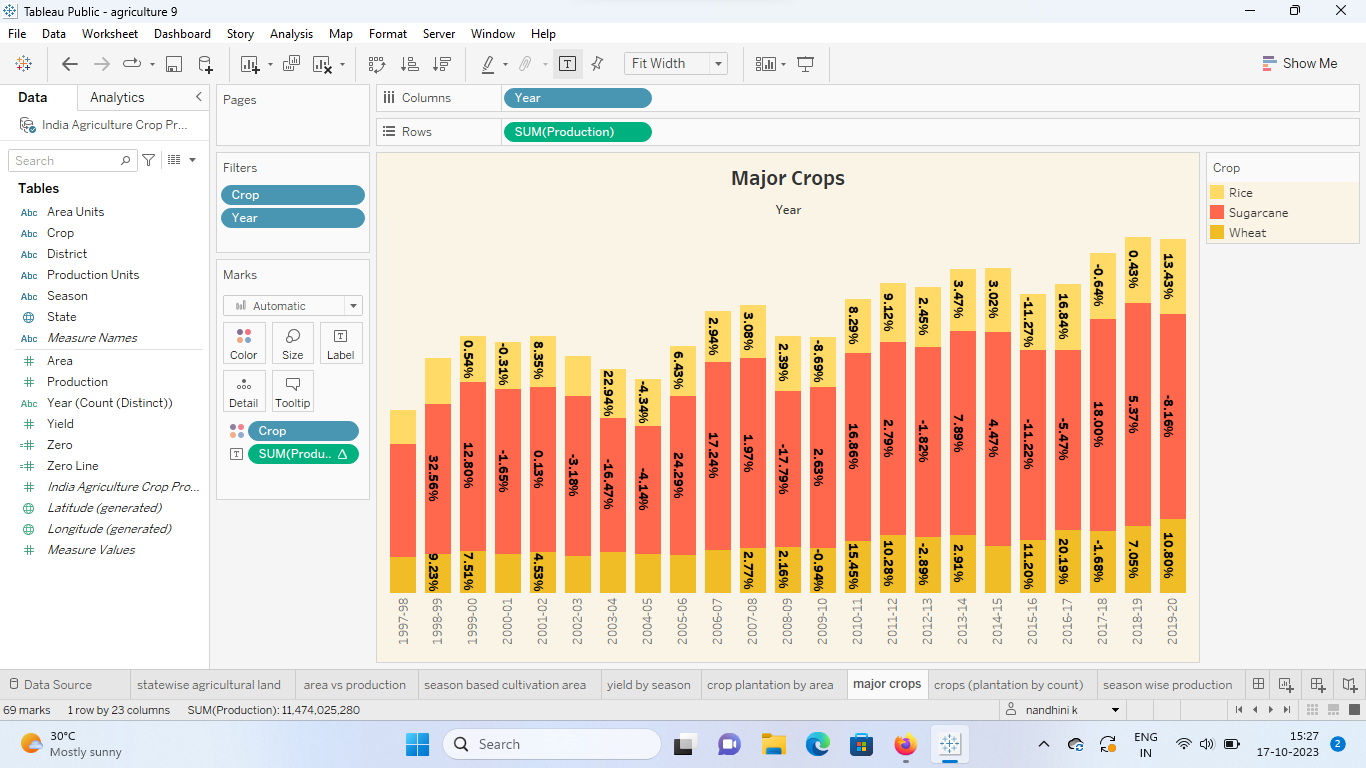 Tableau Public - agriculture 9
File Data Worksheet Dashboard Story Analysis Map Format Server Window Help
Fit Width
Show Me
Data Analytics
India Agriculture Crop Pr...
Search
Tables
Abc Area Units
Abc Crop
Abc District
Abc Production Units
Abc Season
State
Abc Measure Names
Area
Production
Abc Year (Count (Distinct))
Yield
Zero
Zero Line
India Agriculture Crop Pro...
Latitude (generated)
Longitude (generated)
Measure Values
Pages
Filters
Crop
Year
Marks
Automatic
Color Size Label
Detail Tooltip
Crop
SUM(Produ.. Δ
Columns Year
Rows SUM(Production)
Major Crops
Year
0.54% -0.31% 8.35% 22.94% -4.34% 6.43% 2.94% 3.08% 2.39% -8.69% 8.29% 9.12% 2.45% 3.47% 3.02% -11.27% 16.84% -0.64% 0.43% 13.43%
32.56% 12.80% -1.65% 0.13% -3.18% -16.47% -4.14% 24.29% 17.24% 1.97% -17.79% 2.63% 16.86% 2.79% -1.82% 7.89% 4.47% -11.22% -5.47% 18.00% 5.37% -8.16%
9.23% 7.51% 4.53% 2.77% 2.16% -0.94% 15.45% 10.28% -2.89% 2.91% 11.20% 20.19% -1.68% 7.05% 10.80%
1997-98 1998-99 1999-00 2000-01 2001-02 2002-03 2003-04 2004-05 2005-06 2006-07 2007-08 2008-09 2009-10 2010-11 2011-12 2012-13 2013-14 2014-15 2015-16 2016-17 2017-18 2018-19 2019-20
Crop
Rice
Sugarcane
Wheat
Data Source statewise agricultural land area vs production season based cultivation area yield by season crop plantation by area major crops crops (plantation by count) season wise production
69 marks 1 row by 23 columns SUM(Production): 11,474,025,280 nandhini k
30°C
Mostly sunny
Search
ENG
IN
15:27
17-10-2023
2